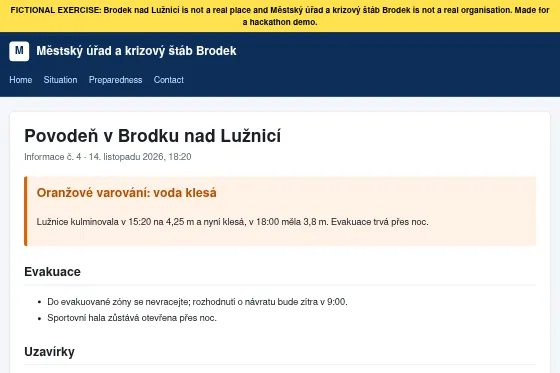 FICTIONAL EXERCISE: Brodek nad Lužnicí is not a real place and Městský úřad a krizový štáb Brodek is not a real organisation. Made for
a hackathon demo.
M
Městský úřad a krizový štáb Brodek
Home Situation Preparedness Contact
Povodeň v Brodku nad Lužnicí
Informace č. 4 · 14. listopadu 2026, 18:20
Oranžové varování: voda klesá
Lužnice kulminovala v 15:20 na 4,25 m a nyní klesá, v 18:00 měla 3,8 m. Evakuace trvá přes noc.
Evakuace
• Do evakuované zóny se nevracejte; rozhodnutí o návratu bude zítra v 9:00.
• Sportovní hala zůstává otevřena přes noc.
Uzavírky